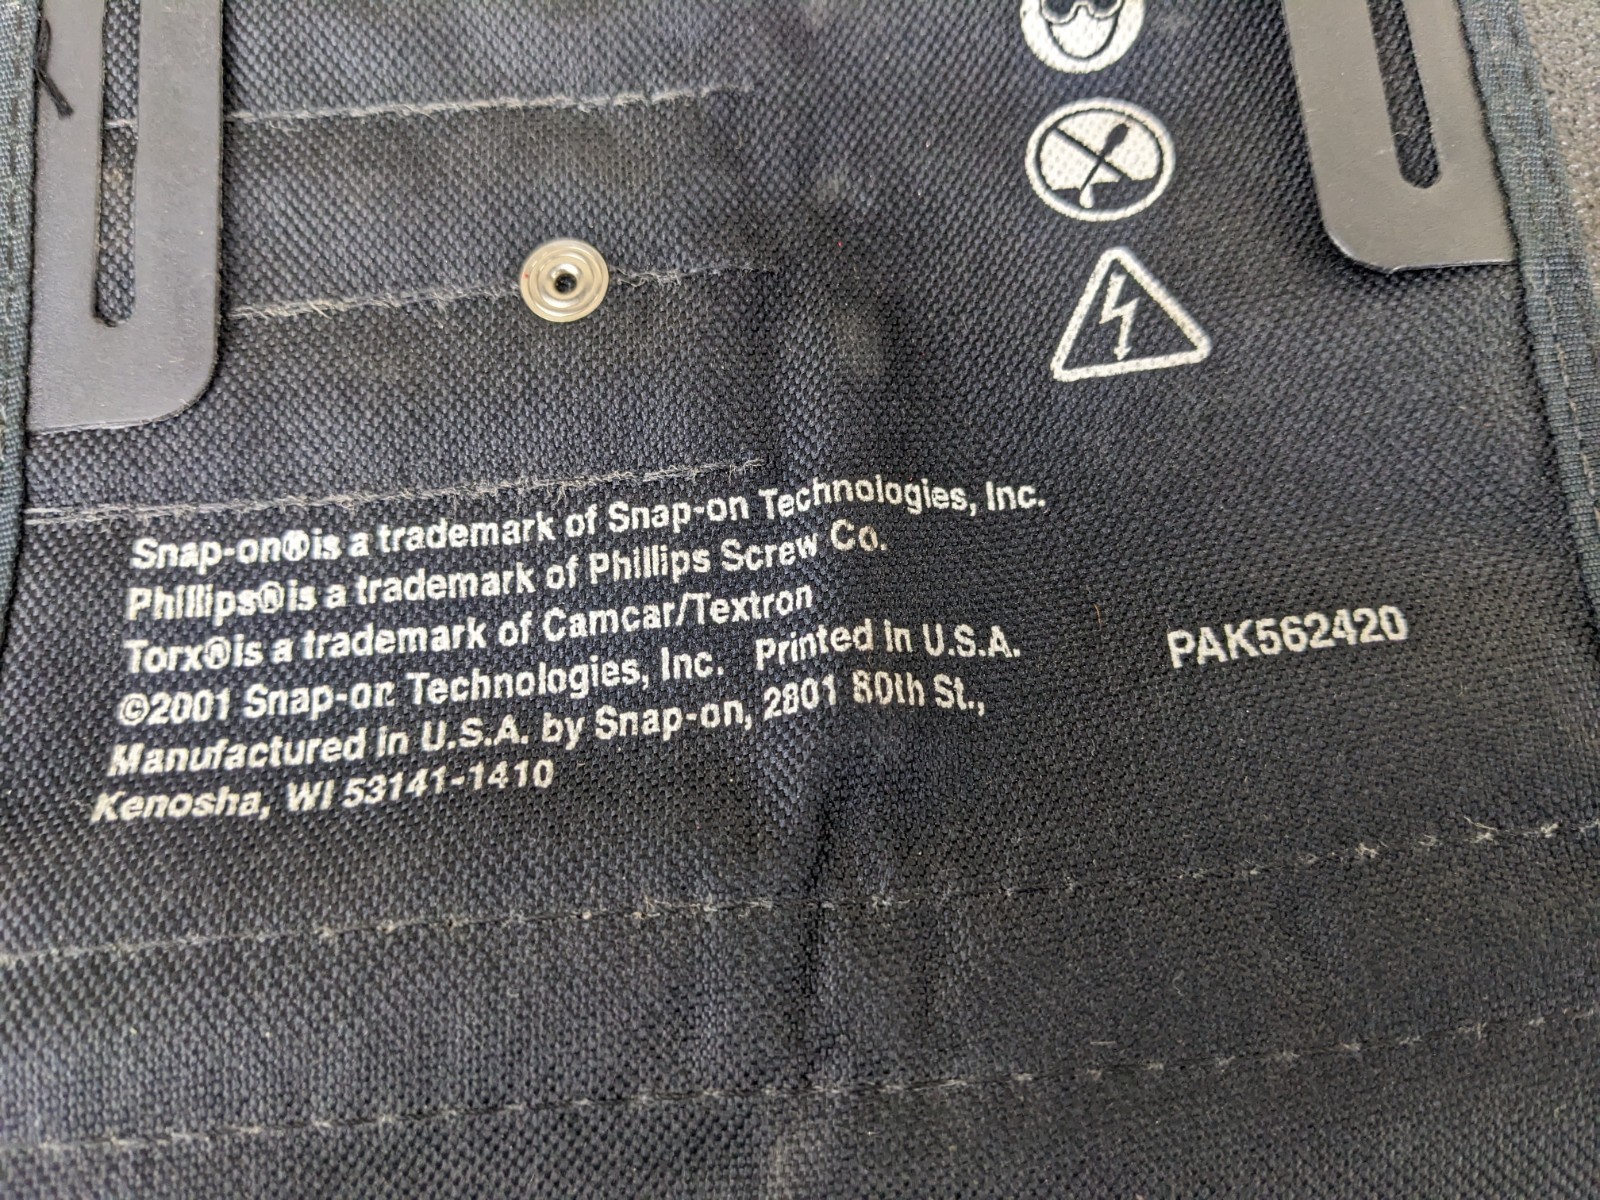 Snap-on® is a trademark of Snap-on Technologies, Inc.
Phillips® is a trademark of Phillips Screw Co.
Torx® is a trademark of Camcar/Textron
©2001 Snap-on Technologies, Inc. Printed in U.S.A.
Manufactured in U.S.A. by Snap-on, 2801 80th St.,
Kenosha, WI 53141-1410
PAK562420